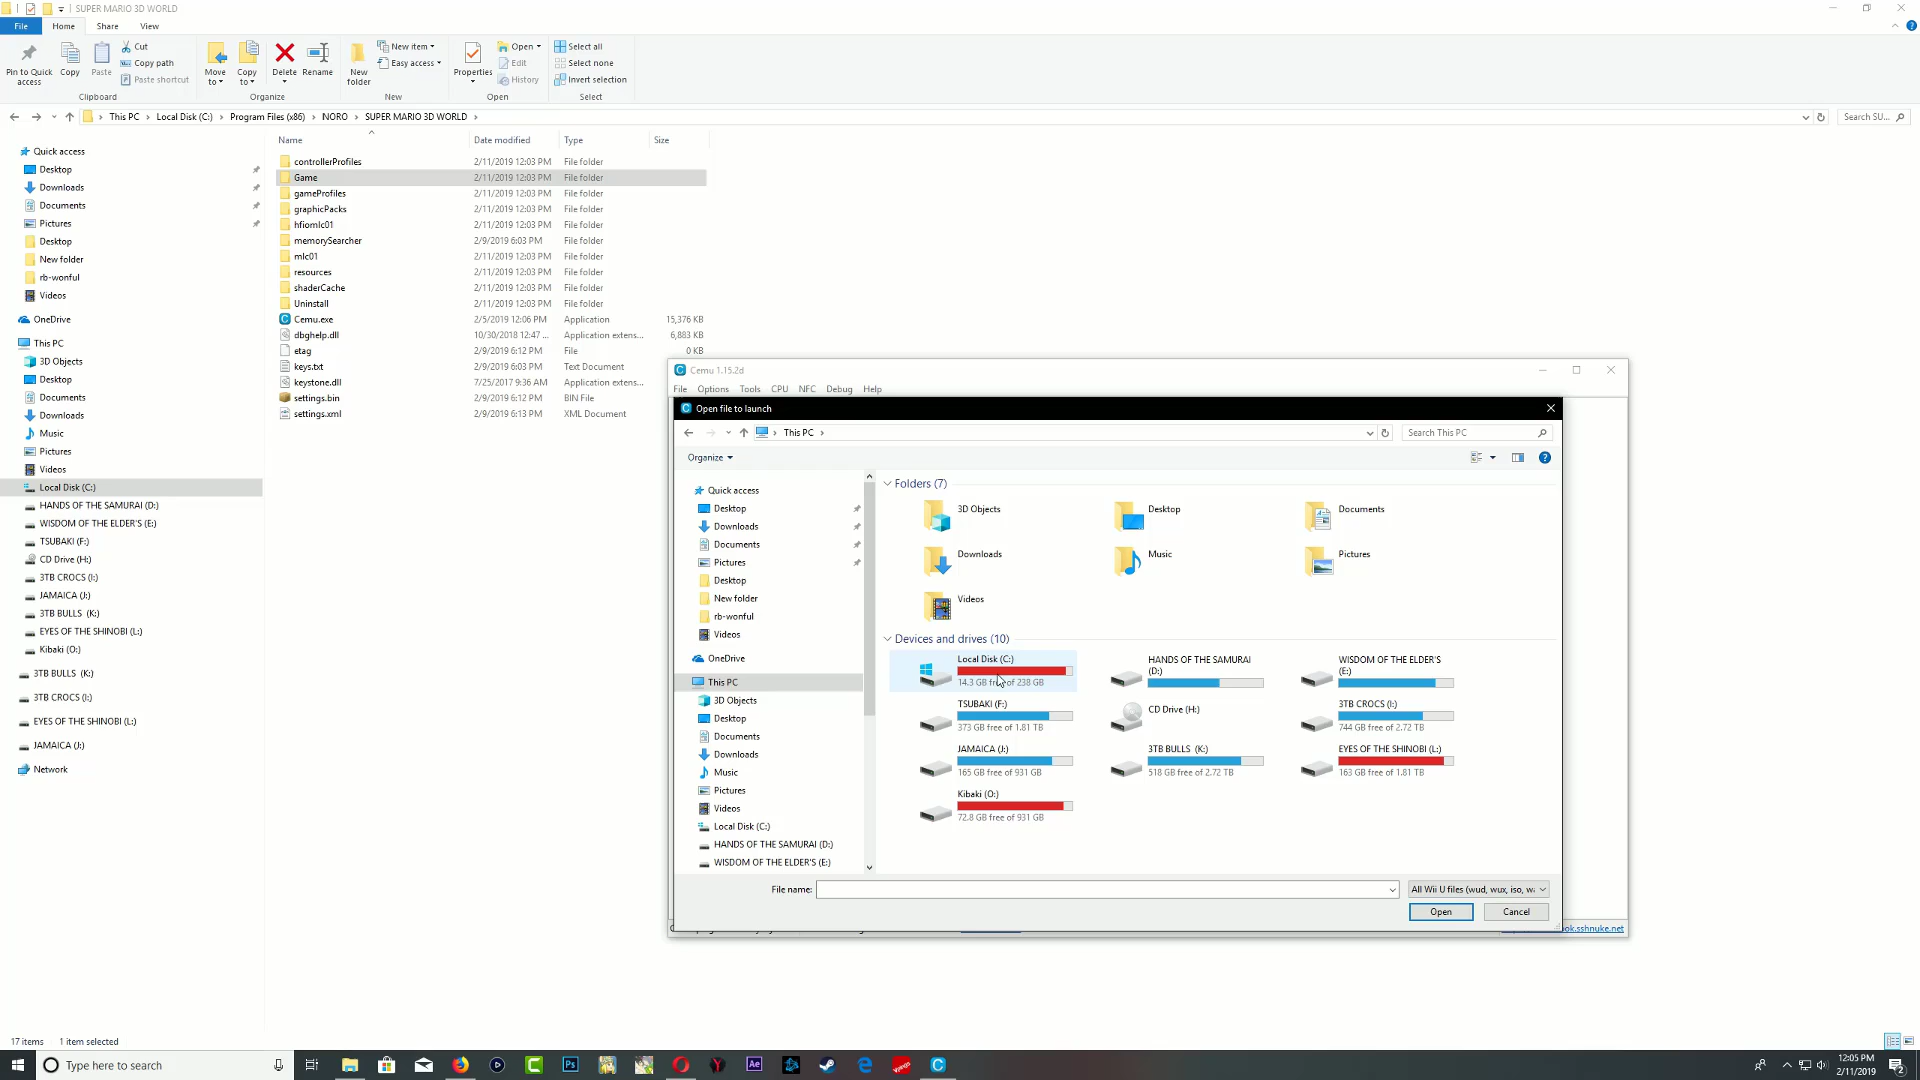 SUPER MARIO 3D WORLD
File Home Share View
Pin to Quick access
Copy
Paste
Cut
Copy path
Paste shortcut
Clipboard
Move to
Copy to
Delete
Rename
Organize
New folder
New item
Easy access
New
Properties
Open
Edit
History
Open
Select all
Select none
Invert selection
Select
This PC > Local Disk (C:) > Program Files (x86) > NORO > SUPER MARIO 3D WORLD >
Search SU...
Name Date modified Type Size
Quick access
Desktop
Downloads
Documents
Pictures
Desktop
New folder
rb-wonful
Videos
OneDrive
This PC
3D Objects
Desktop
Documents
Downloads
Music
Pictures
Videos
Local Disk (C:)
HANDS OF THE SAMURAI (D:)
WISDOM OF THE ELDER'S (E:)
TSUBAKI (F:)
CD Drive (H:)
3TB CROCS (I:)
JAMAICA (J:)
3TB BULLS (K:)
EYES OF THE SHINOBI (L:)
Kibaki (O:)
3TB BULLS (K:)
3TB CROCS (I:)
EYES OF THE SHINOBI (L:)
JAMAICA (J:)
Network
controllerProfiles 2/11/2019 12:03 PM File folder
Game 2/11/2019 12:03 PM File folder
gameProfiles 2/11/2019 12:03 PM File folder
graphicPacks 2/11/2019 12:03 PM File folder
hfiomlc01 2/11/2019 12:03 PM File folder
memorySearcher 2/9/2019 6:03 PM File folder
mlc01 2/11/2019 12:03 PM File folder
resources 2/11/2019 12:03 PM File folder
shaderCache 2/11/2019 12:03 PM File folder
Uninstall 2/11/2019 12:03 PM File folder
Cemu.exe 2/5/2019 12:06 PM Application 15,376 KB
dbghelp.dll 10/30/2018 12:47 ... Application extens... 6,883 KB
etag 2/9/2019 6:12 PM File 0 KB
keys.txt 2/9/2019 6:03 PM Text Document
keystone.dll 7/25/2017 9:36 AM Application extens...
settings.bin 2/9/2019 6:12 PM BIN File
settings.xml 2/9/2019 6:13 PM XML Document
Cemu 1.15.2d
File Options Tools CPU NFC Debug Help
Open file to launch
This PC >
Search This PC
Organize
Quick access
Desktop
Downloads
Documents
Pictures
Desktop
New folder
rb-wonful
Videos
OneDrive
This PC
3D Objects
Desktop
Documents
Downloads
Music
Pictures
Videos
Local Disk (C:)
HANDS OF THE SAMURAI (D:)
WISDOM OF THE ELDER'S (E:)
Folders (7)
3D Objects
Desktop
Documents
Downloads
Music
Pictures
Videos
Devices and drives (10)
Local Disk (C:)
14.3 GB free of 238 GB
HANDS OF THE SAMURAI (D:)
WISDOM OF THE ELDER'S (E:)
TSUBAKI (F:)
373 GB free of 1.81 TB
CD Drive (H:)
3TB CROCS (I:)
744 GB free of 2.72 TB
JAMAICA (J:)
165 GB free of 931 GB
3TB BULLS (K:)
518 GB free of 2.72 TB
EYES OF THE SHINOBI (L:)
163 GB free of 1.81 TB
Kibaki (O:)
72.8 GB free of 931 GB
File name:
All Wii U files (wud, wux, iso, w
Open
Cancel
ok.sshnuke.net
17 items 1 item selected
Type here to search
12:05 PM
2/11/2019